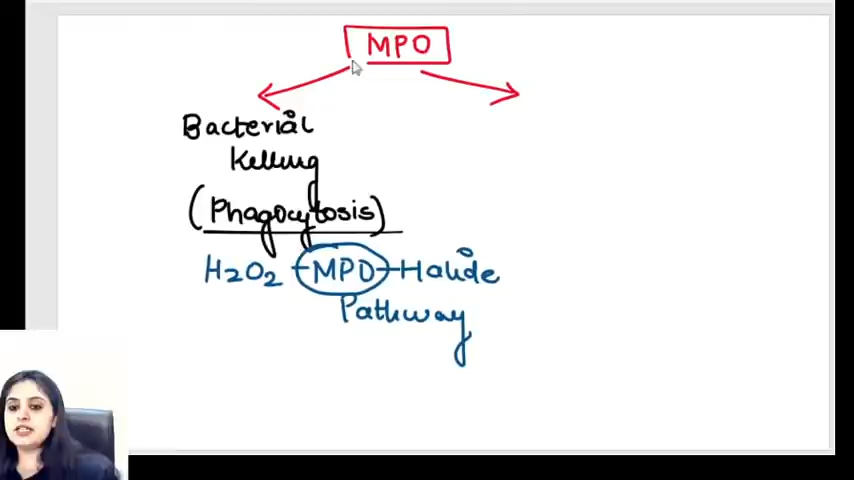 MPO
Bacterial
Killing
(Phagocytosis)
H2O2 - MPO - Halide
Pathway